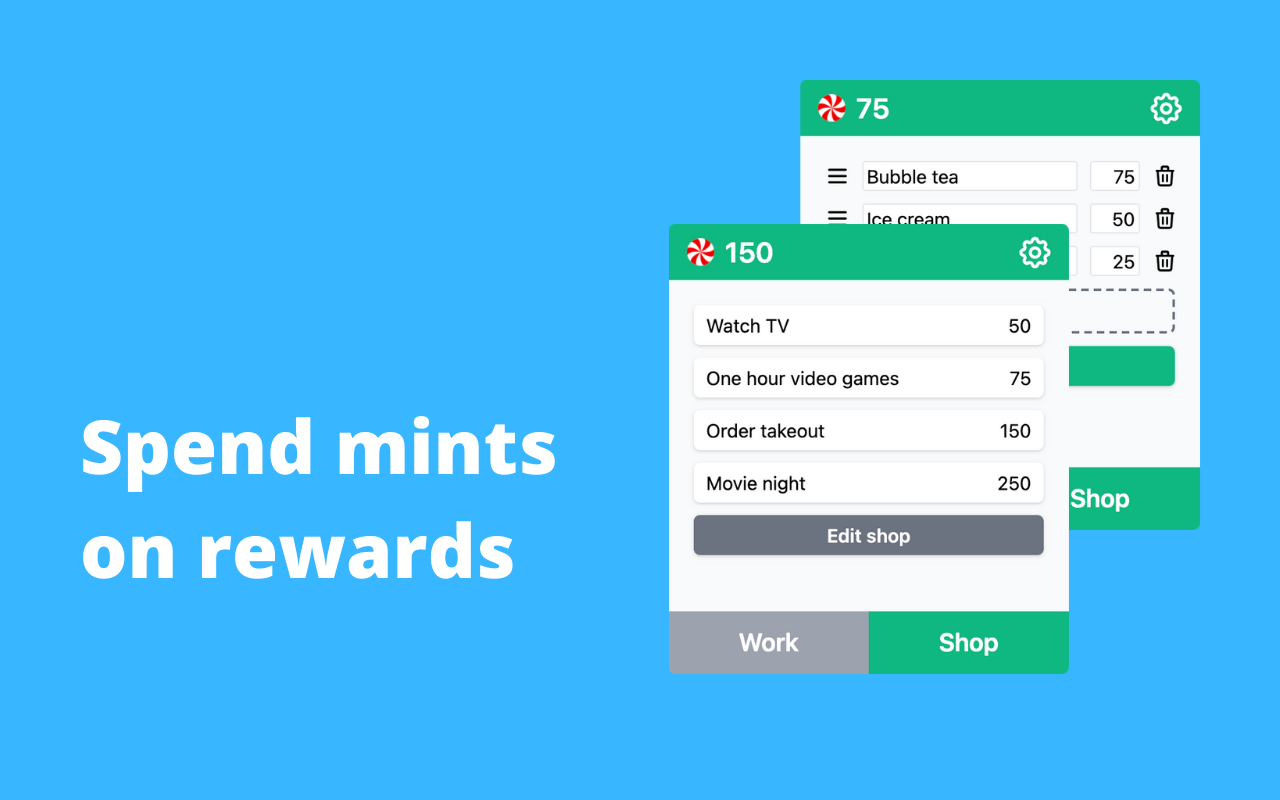 Spend mints
on rewards
75
Bubble tea 75
Ice cream 50
25
Shop
150
Watch TV 50
One hour video games 75
Order takeout 150
Movie night 250
Edit shop
Work Shop